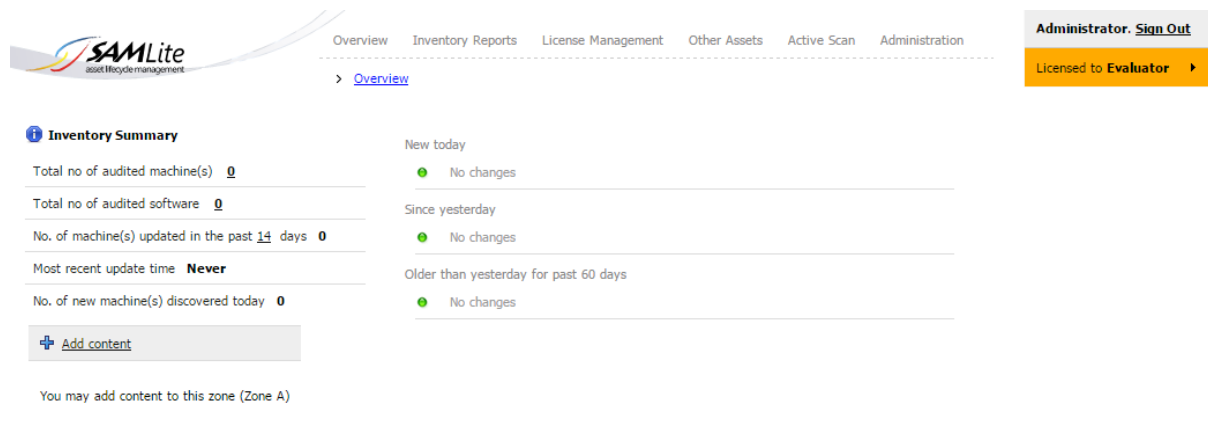 SAMLite
asset lifecycle management
Overview Inventory Reports License Management Other Assets Active Scan Administration
Administrator. Sign Out
> Overview
Licensed to Evaluator
Inventory Summary
Total no of audited machine(s) 0
Total no of audited software 0
No. of machine(s) updated in the past 14 days 0
Most recent update time Never
No. of new machine(s) discovered today 0
Add content
You may add content to this zone (Zone A)
New today
No changes
Since yesterday
No changes
Older than yesterday for past 60 days
No changes